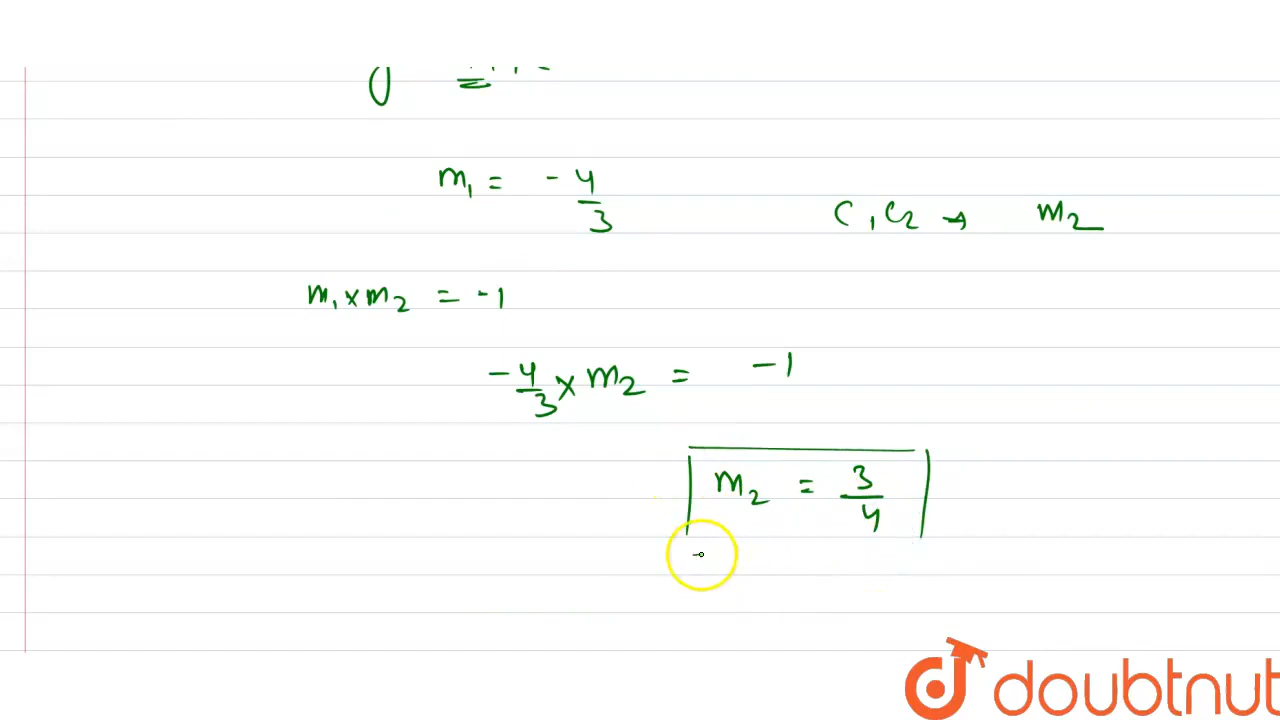 m₁ = -4/3
C₁C₂ → m₂
m₁ × m₂ = -1
-4/3 × m₂ = -1
m₂ = 3/4
doubtnut